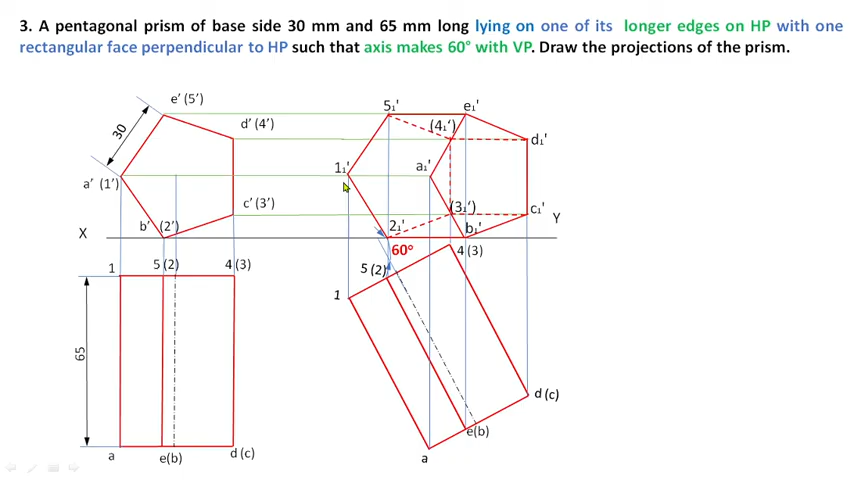 3. A pentagonal prism of base side 30 mm and 65 mm long lying on one of its longer edges on HP with one
rectangular face perpendicular to HP such that axis makes 60° with VP. Draw the projections of the prism.
e' (5')
5₁'
e₁'
30
d' (4')
(4₁')
d₁'
1₁'
a₁'
a' (1')
c' (3')
(3₁')
c₁'
X
b' (2')
2₁'
b₁'
Y
60°
1
5 (2)
4 (3)
5 (2)
4 (3)
1
65
d (c)
a
e(b)
d (c)
e(b)
a